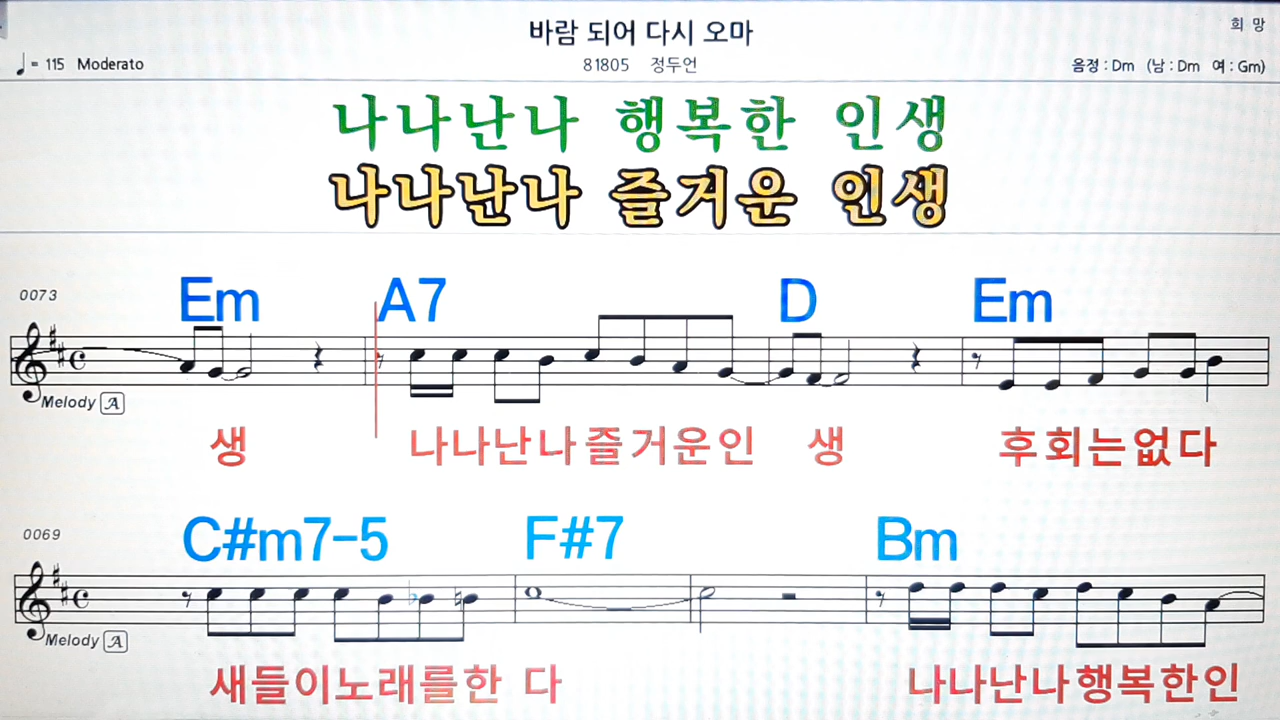 바람 되어 다시 오마
희 망
♩= 115 Moderato
81805 정두언
음정 : Dm (남 : Dm 여 : Gm)
나나난나 행복한 인생
나나난나 즐거운 인생
0073
Em A7 D Em
Melody A
생 나나난나즐거운인 생 후회는없다
0069
C#m7-5 F#7 Bm
Melody A
새들이노래를한 다 나나난나행복한인